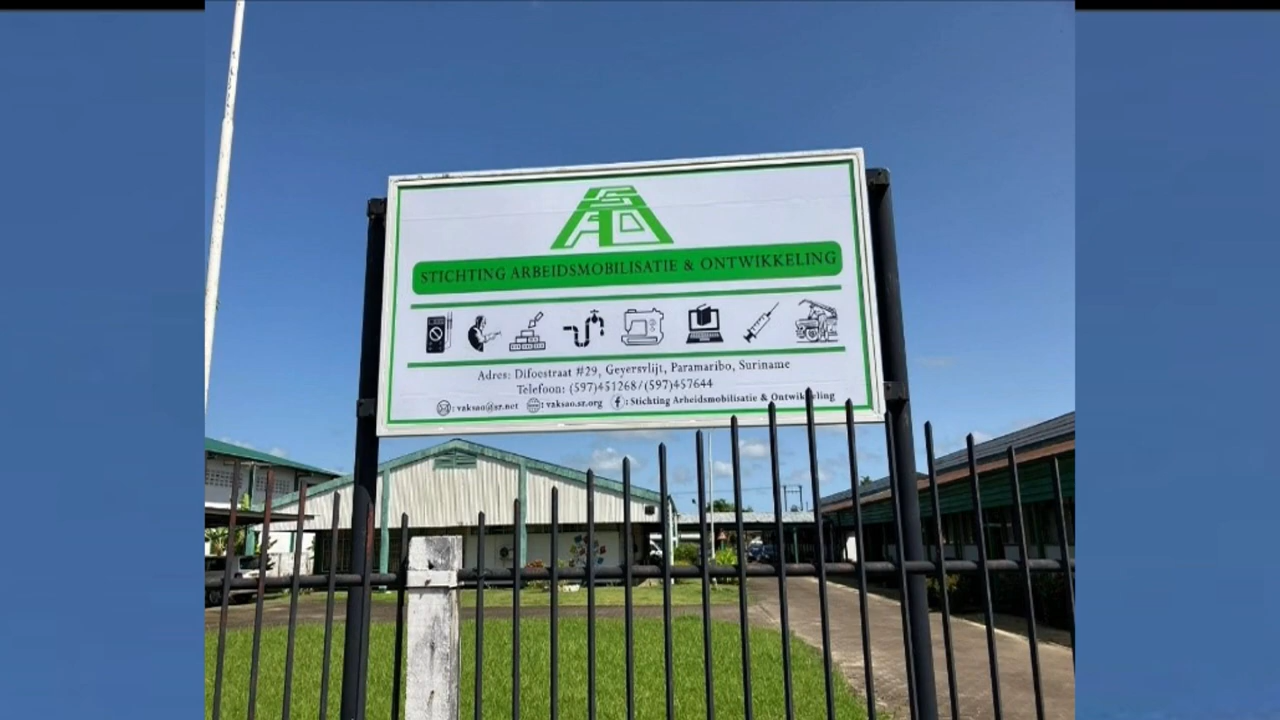 SAO
STICHTING ARBEIDSMOBILISATIE & ONTWIKKELING
Adres: Difoestraat #29, Geyersvlijt, Paramaribo, Suriname
Telefoon: (597)451268/(597)457644
: vaksao@sr.net : vaksao.sr.org f : Stichting Arbeidsmobilisatie & Ontwikkeling